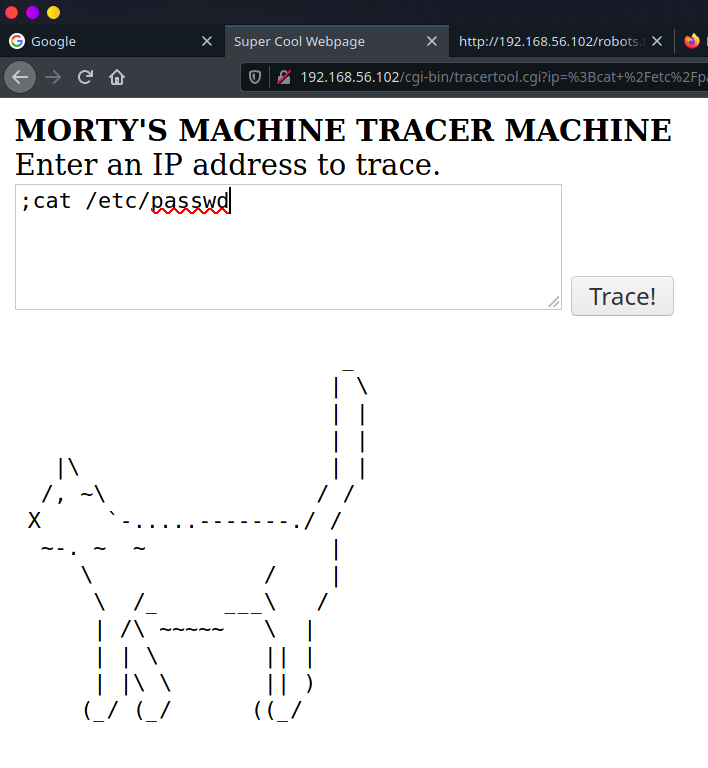 Google
Super Cool Webpage
http://192.168.56.102/robots.
192.168.56.102/cgi-bin/tracertool.cgi?ip=%3Bcat+%2Fetc%2Fp
MORTY'S MACHINE TRACER MACHINE
Enter an IP address to trace.
;cat /etc/passwd
Trace!
                         _
                        | \
                        | |
                        | |
   |\                   | |
  /, ~\                / /
 X     `-.....-------./ /
  ~-. ~  ~              |
     \             /    |
      \  /_     ___\   /
      | /\ ~~~~~   \  |
      | | \        || |
      | |\ \       || )
     (_/ (_/      ((_/